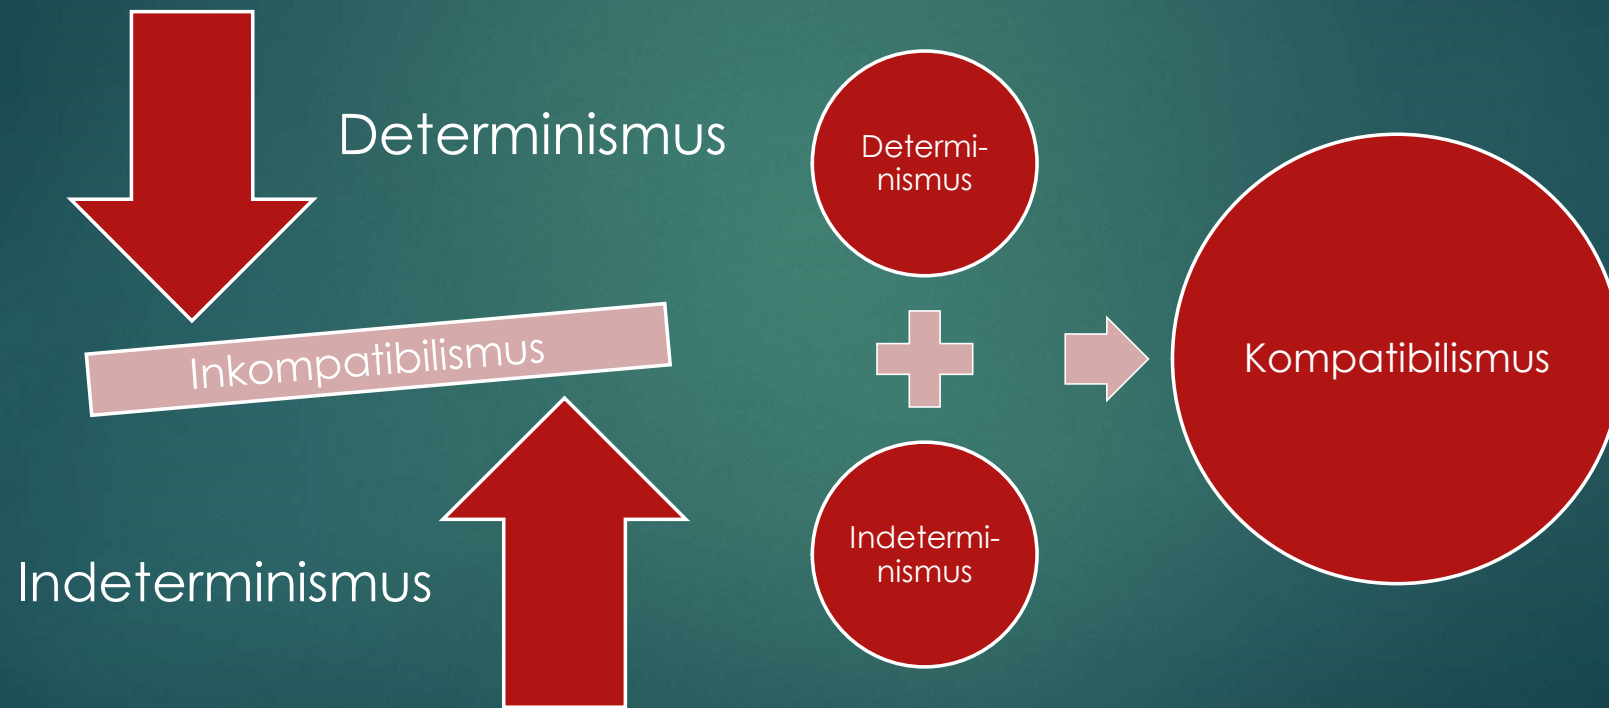 Determinismus
Inkompatibilismus
Indeterminismus
Determi-
nismus
Indetermi-
nismus
Kompatibilismus